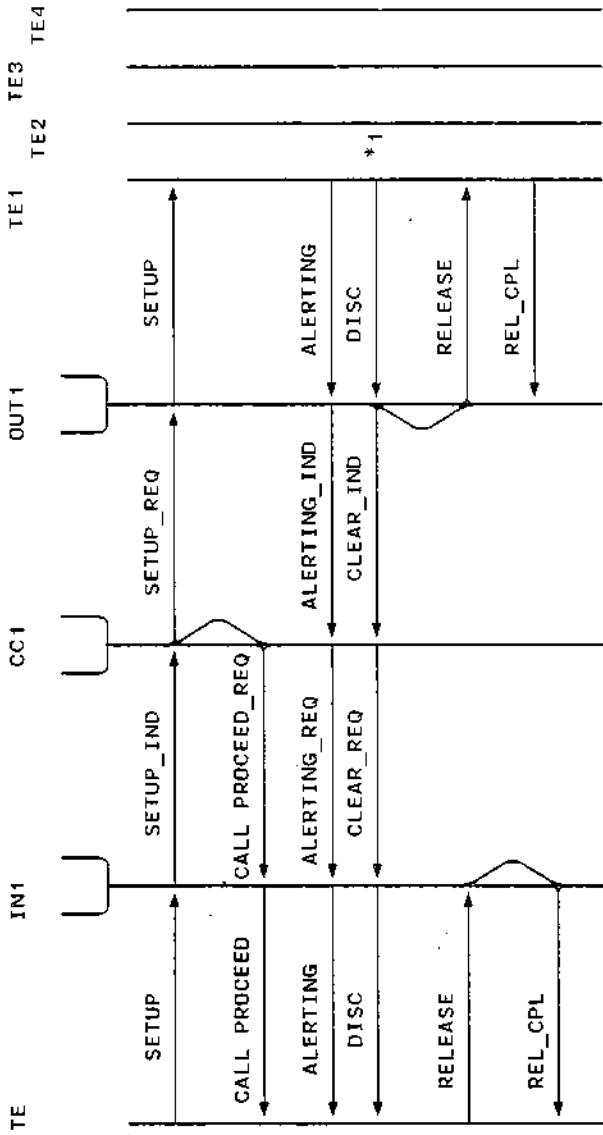 TE IN1 CC1 OUT1 TE1 TE2 TE3 TE4
SETUP SETUP_IND SETUP_REQ SETUP
CALL PROCEED CALL PROCEED_REQ
ALERTING ALERTING_REQ ALERTING_IND ALERTING
DISC CLEAR_REQ CLEAR_IND DISC *1
RELEASE RELEASE
REL_CPL
REL_CPL